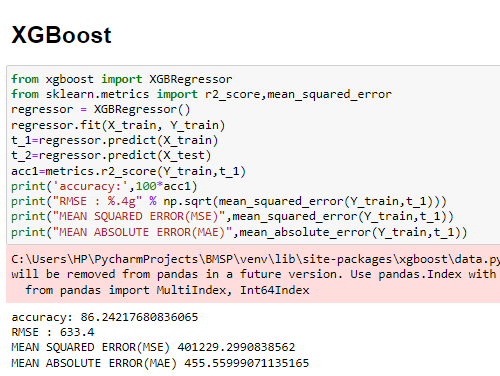 XGBoost
from xgboost import XGBRegressor
from sklearn.metrics import r2_score,mean_squared_error
regressor = XGBRegressor()
regressor.fit(X_train, Y_train)
t_1=regressor.predict(X_train)
t_2=regressor.predict(X_test)
acc1=metrics.r2_score(Y_train,t_1)
print('accuracy:',100*acc1)
print("RMSE : %.4g" % np.sqrt(mean_squared_error(Y_train,t_1)))
print("MEAN SQUARED ERROR(MSE)",mean_squared_error(Y_train,t_1))
print("MEAN ABSOLUTE ERROR(MAE)",mean_absolute_error(Y_train,t_1))
C:\Users\HP\PycharmProjects\BMSP\venv\lib\site-packages\xgboost\data.py
will be removed from pandas in a future version. Use pandas.Index with
from pandas import MultiIndex, Int64Index
accuracy: 86.24217680836065
RMSE : 633.4
MEAN SQUARED ERROR(MSE) 401229.2990838562
MEAN ABSOLUTE ERROR(MAE) 455.55999071135165